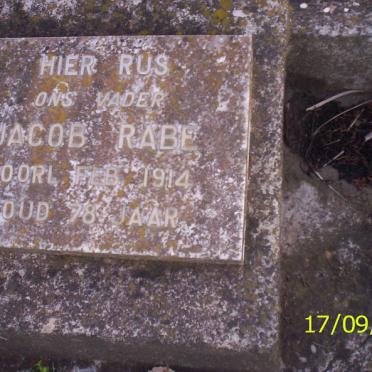 HIER RUS
ONS VADER
JACOB RABE
OORL. FEB. 1914
OUD 78 JAAR
17/09/